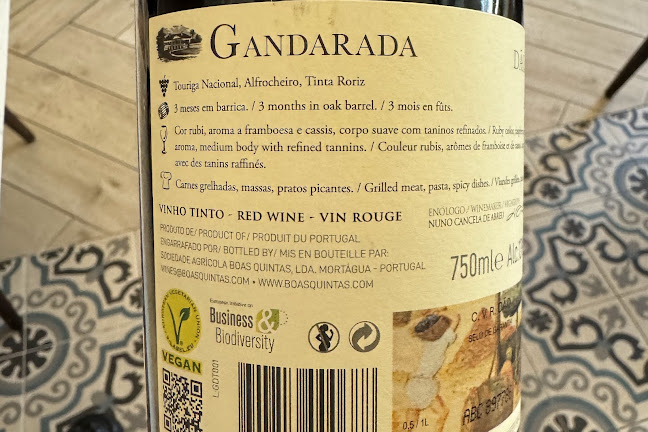 GANDARADA
Touriga Nacional, Alfrocheiro, Tinta Roriz
3 meses em barrica. / 3 months in oak barrel. / 3 mois en fûts.
Cor rubi, aroma a framboesa e cassis, corpo suave com taninos refinados. / Ruby
aroma, medium body with refined tannins. / Couleur rubis, arômes de framboise et de
avec des tanins raffinés.
Carnes grelhadas, massas, pratos picantes. / Grilled meat, pasta, spicy dishes. / Viandes
VINHO TINTO - RED WINE - VIN ROUGE
ENÓLOGO / WINEMAKER /
NUNO CANCELA DE ABREU
PRODUTO DE/ PRODUCT OF/ PRODUIT DU PORTUGAL
ENGARRAFADO POR/ BOTTLED BY/ MIS EN BOUTEILLE PAR:
SOCIEDADE AGRÍCOLA BOAS QUINTAS, LDA. MORTÁGUA - PORTUGAL
WINES@BOASQUINTAS.COM • WWW.BOASQUINTAS.COM
750ml e
European Initiative on
Business &
Biodiversity
VEGAN
L-GDT001
C. V. R.
0,5/1L
ABC